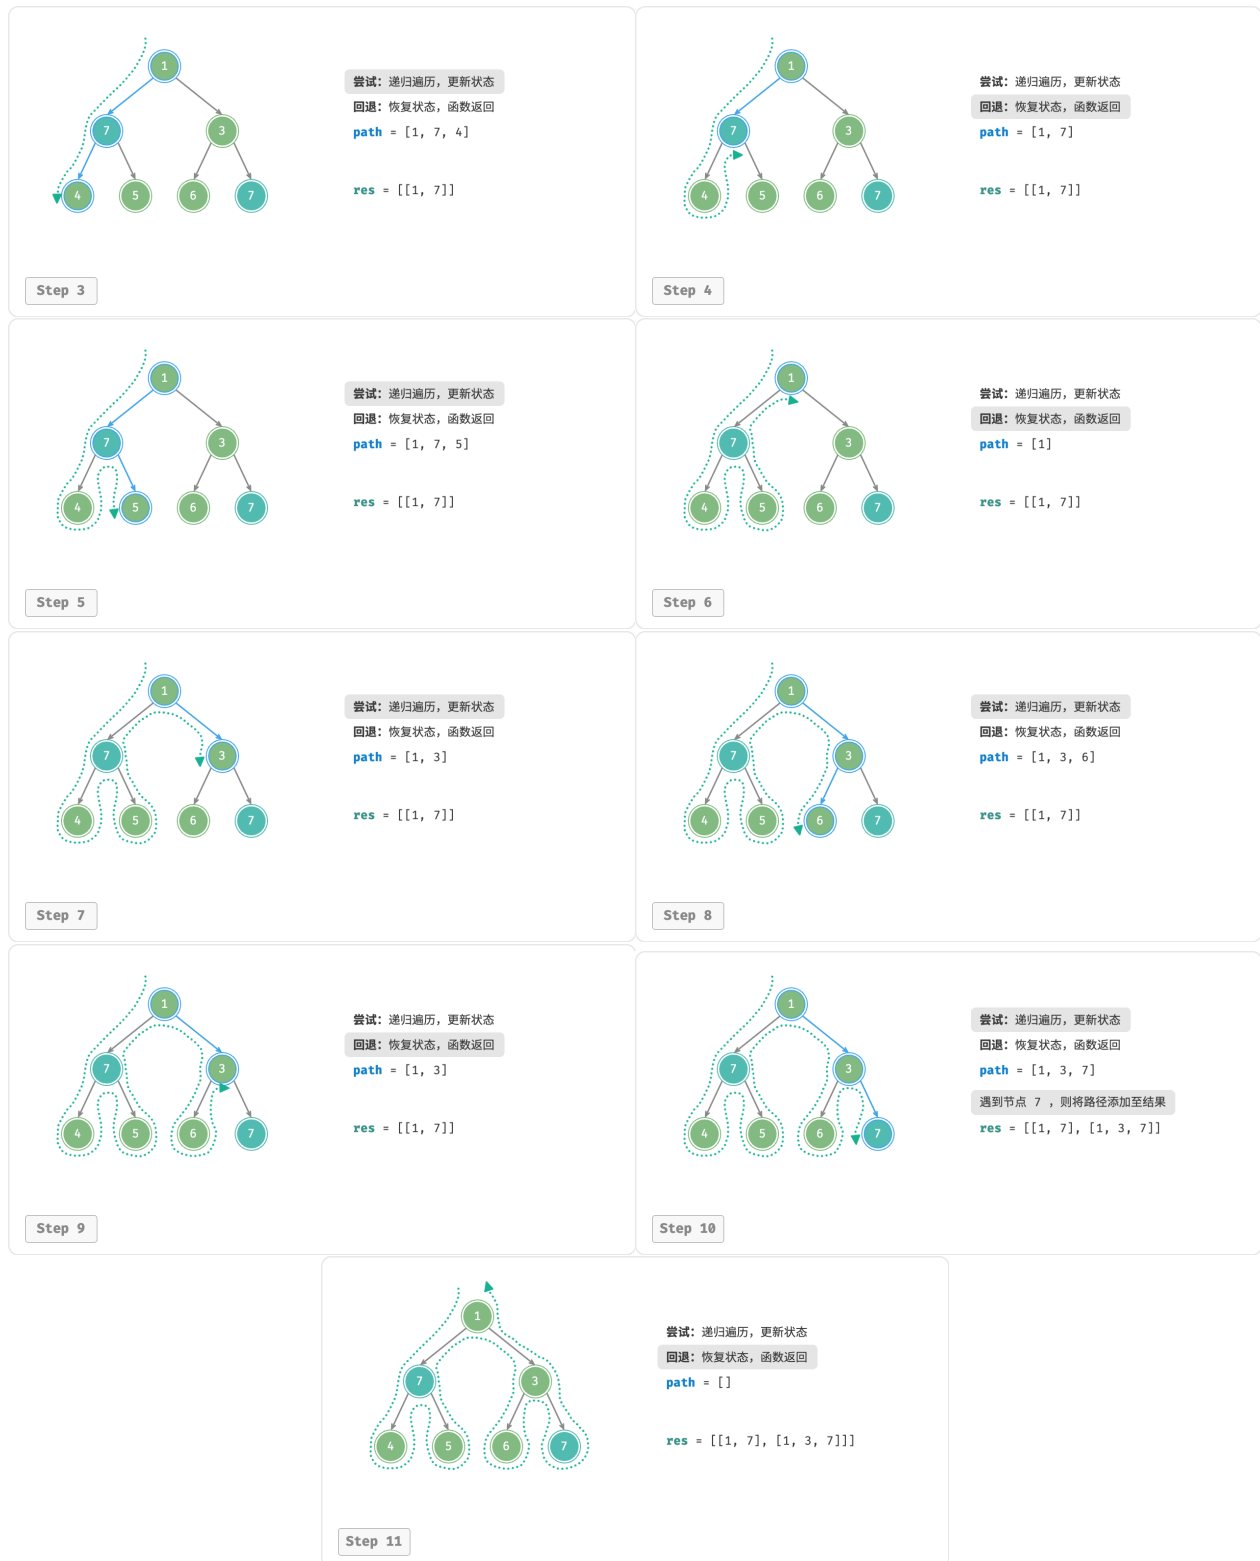 1
7
3
4
5
6
7
尝试：递归遍历，更新状态
回退：恢复状态，函数返回
path = [1, 7, 4]
res = [[1, 7]]
Step 3
1
7
3
4
5
6
7
尝试：递归遍历，更新状态
回退：恢复状态，函数返回
path = [1, 7]
res = [[1, 7]]
Step 4
1
7
3
4
5
6
7
尝试：递归遍历，更新状态
回退：恢复状态，函数返回
path = [1, 7, 5]
res = [[1, 7]]
Step 5
1
7
3
4
5
6
7
尝试：递归遍历，更新状态
回退：恢复状态，函数返回
path = [1]
res = [[1, 7]]
Step 6
1
7
3
4
5
6
7
尝试：递归遍历，更新状态
回退：恢复状态，函数返回
path = [1, 3]
res = [[1, 7]]
Step 7
1
7
3
4
5
6
7
尝试：递归遍历，更新状态
回退：恢复状态，函数返回
path = [1, 3, 6]
res = [[1, 7]]
Step 8
1
7
3
4
5
6
7
尝试：递归遍历，更新状态
回退：恢复状态，函数返回
path = [1, 3]
res = [[1, 7]]
Step 9
1
7
3
4
5
6
7
尝试：递归遍历，更新状态
回退：恢复状态，函数返回
path = [1, 3, 7]
遇到节点 7 ，则将路径添加至结果
res = [[1, 7], [1, 3, 7]]
Step 10
1
7
3
4
5
6
7
尝试：递归遍历，更新状态
回退：恢复状态，函数返回
path = []
res = [[1, 7], [1, 3, 7]]]
Step 11